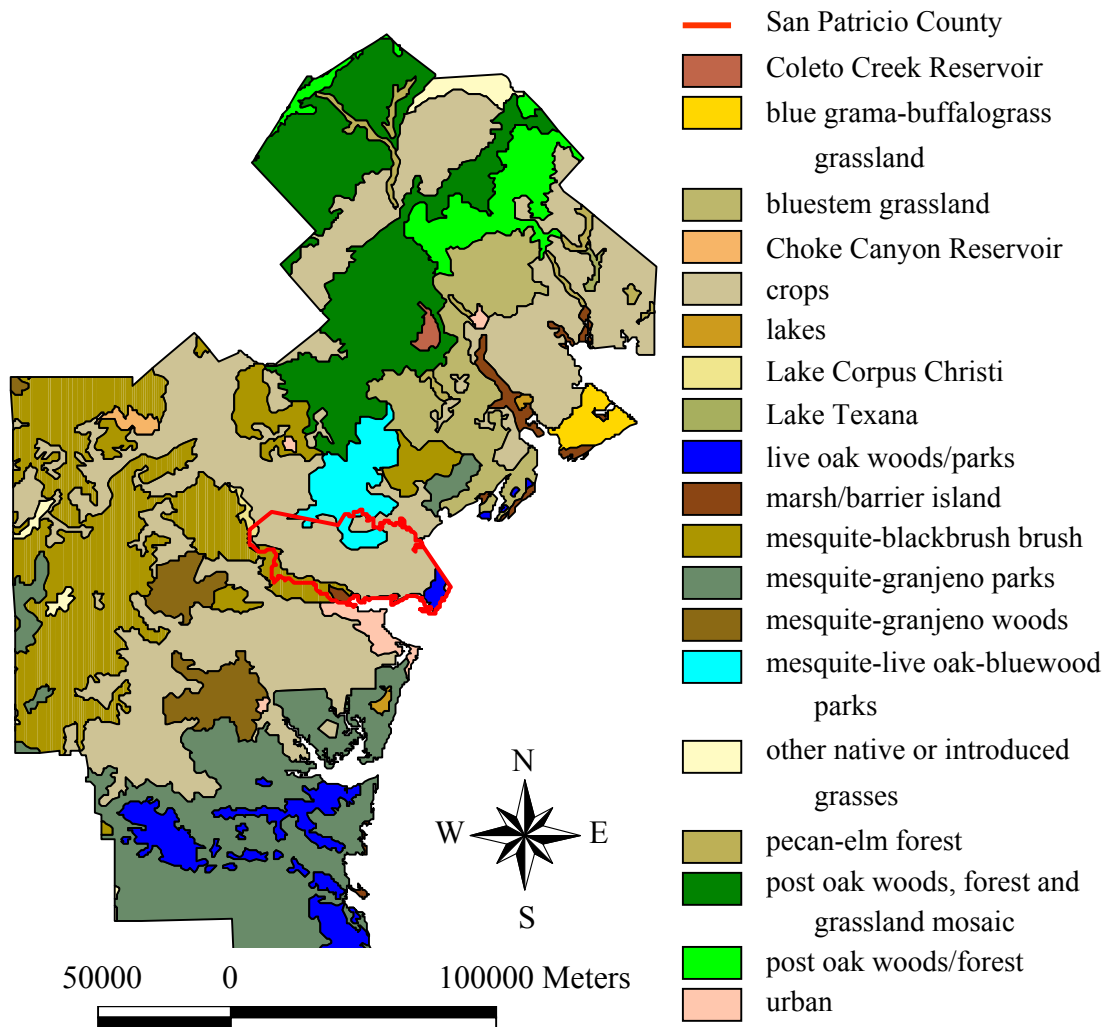 San Patricio County
Coleto Creek Reservoir
blue grama-buffalograss
grassland
bluestem grassland
Choke Canyon Reservoir
crops
lakes
Lake Corpus Christi
Lake Texana
live oak woods/parks
marsh/barrier island
mesquite-blackbrush brush
mesquite-granjeno parks
mesquite-granjeno woods
mesquite-live oak-bluewood
parks
other native or introduced
grasses
pecan-elm forest
post oak woods, forest and
grassland mosaic
post oak woods/forest
urban
N
W E
S
50000 0 100000 Meters